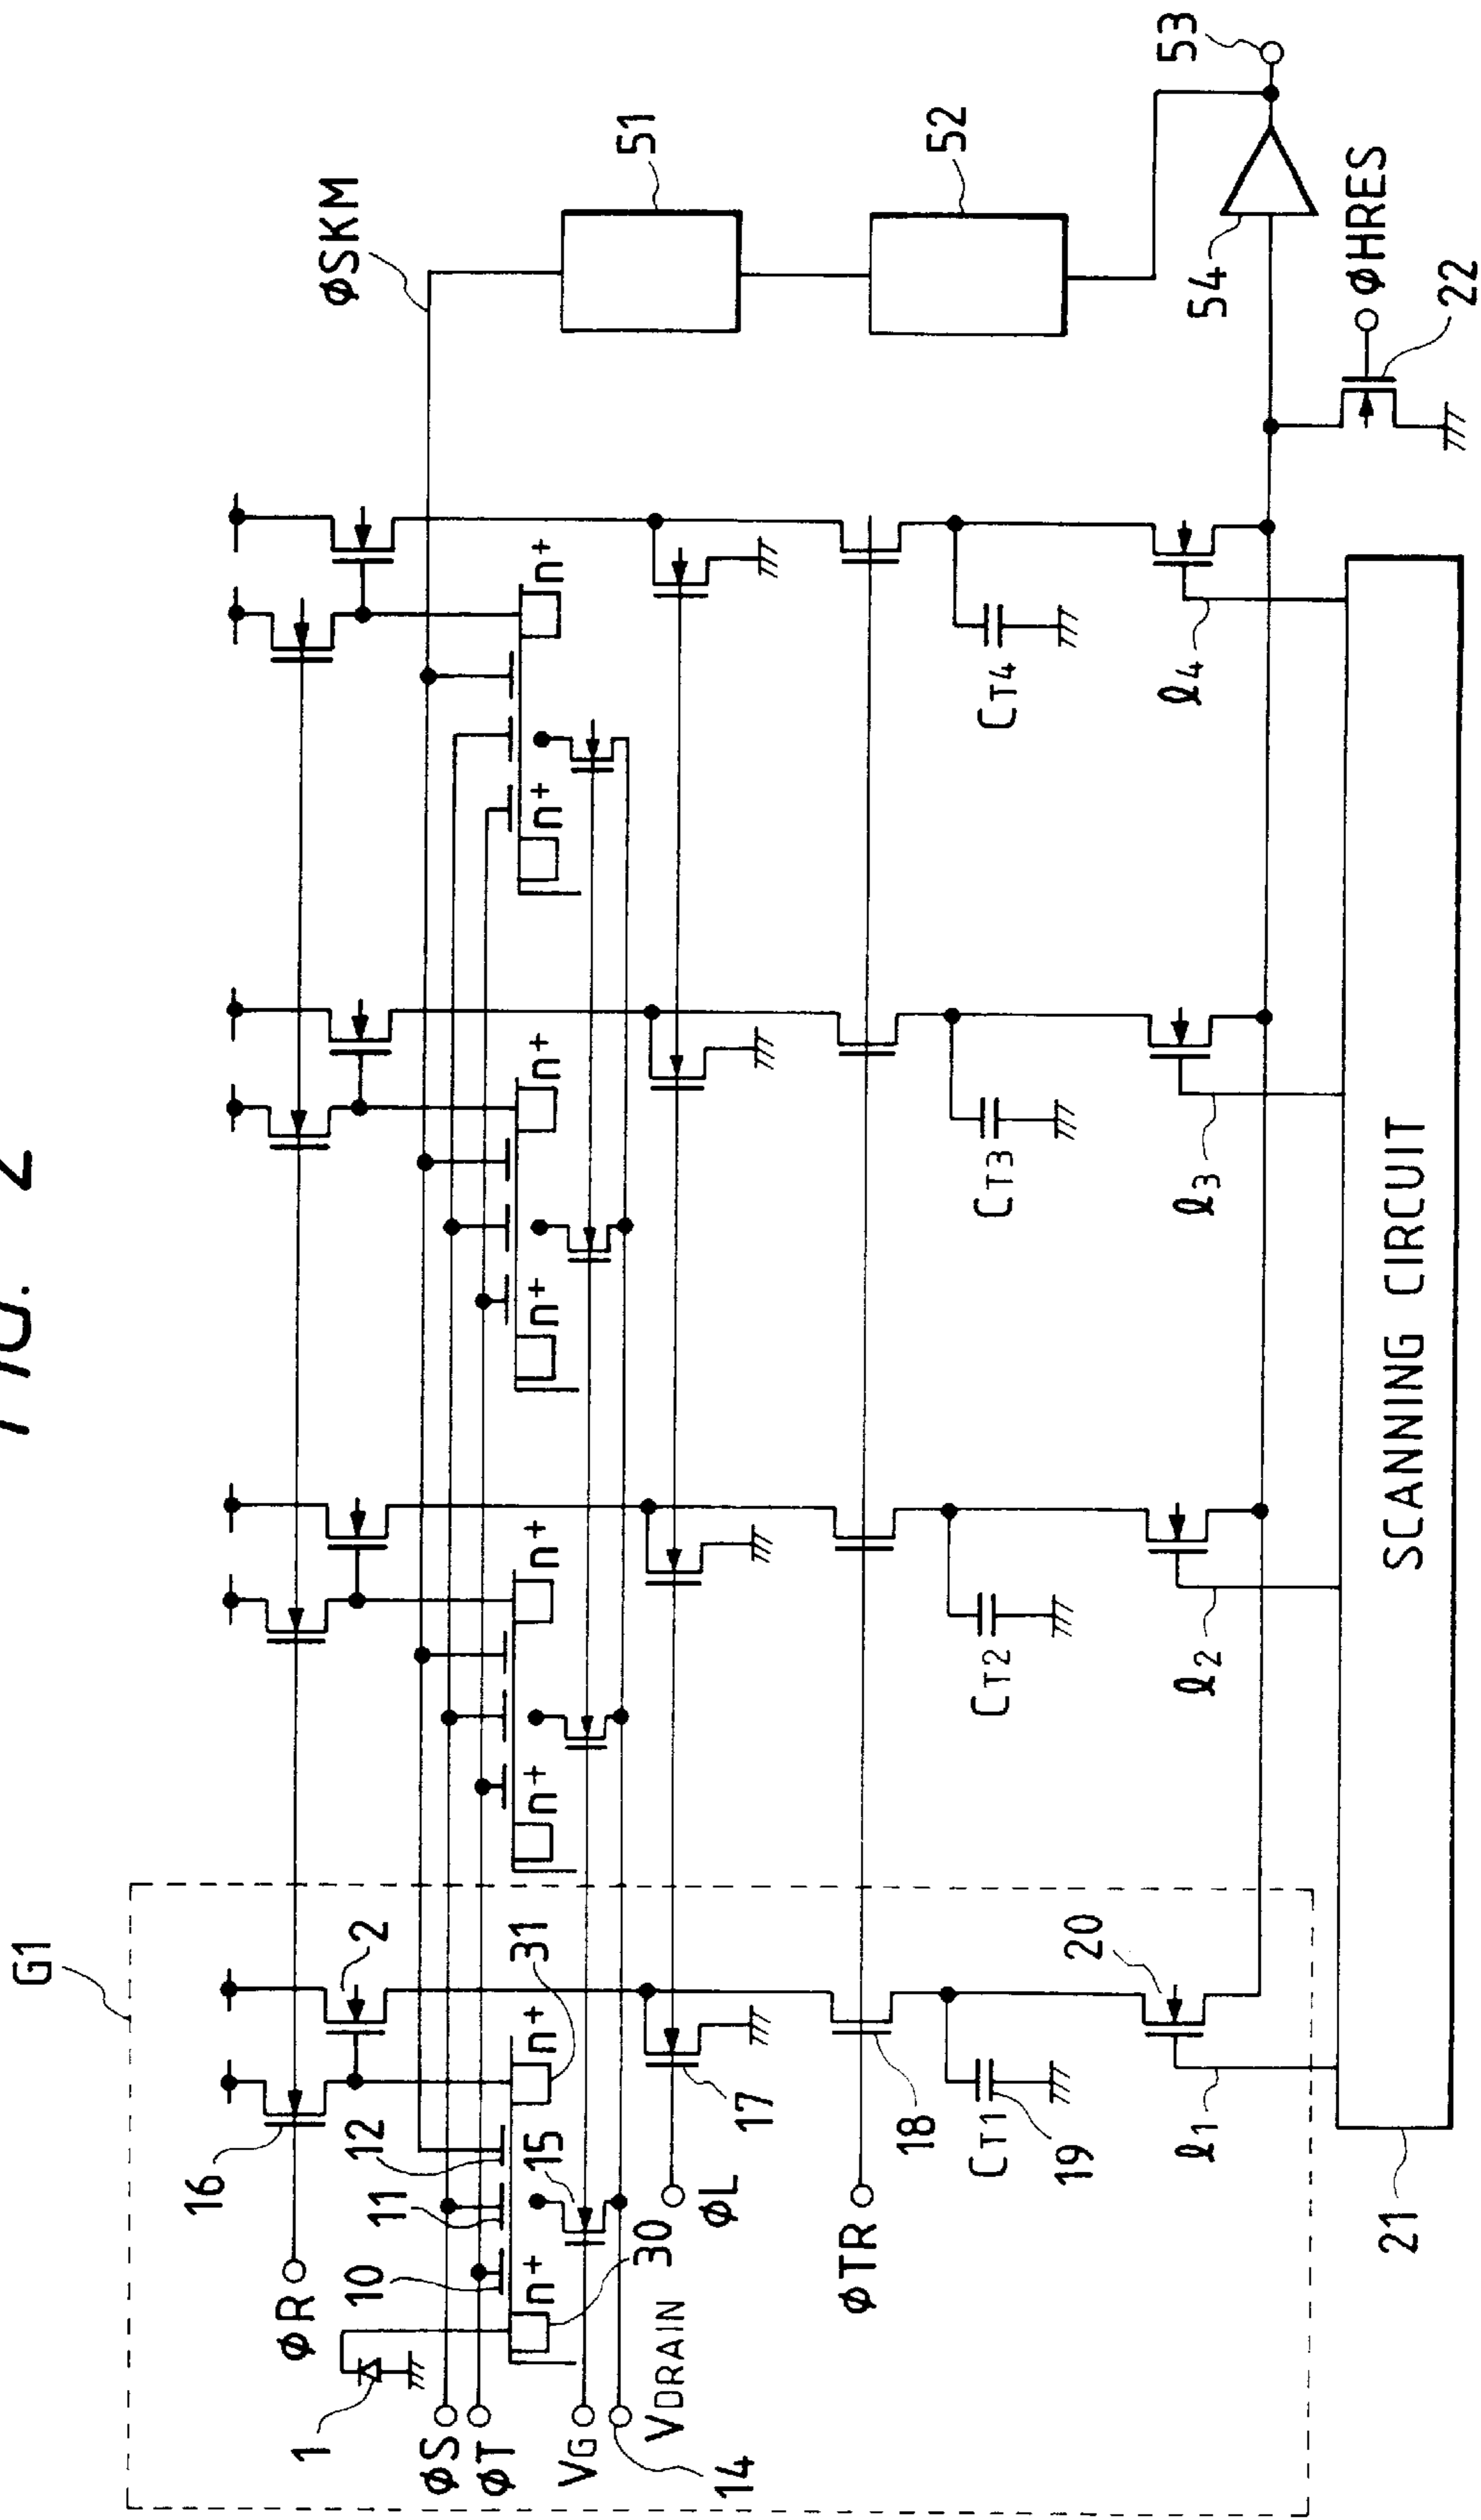 FIG. 2
G1
16
2
φR
31
n+
12
11
10
1
φS
φT
n+
15
30
VG
VDRAIN
14
17
φL
18
φTR
CT1
19
20
ℓ1
21
SCANNING CIRCUIT
n+
n+
CT2
ℓ2
n+
n+
CT3
ℓ3
n+
n+
CT4
ℓ4
φSKM
51
52
53
54
φHRES
22